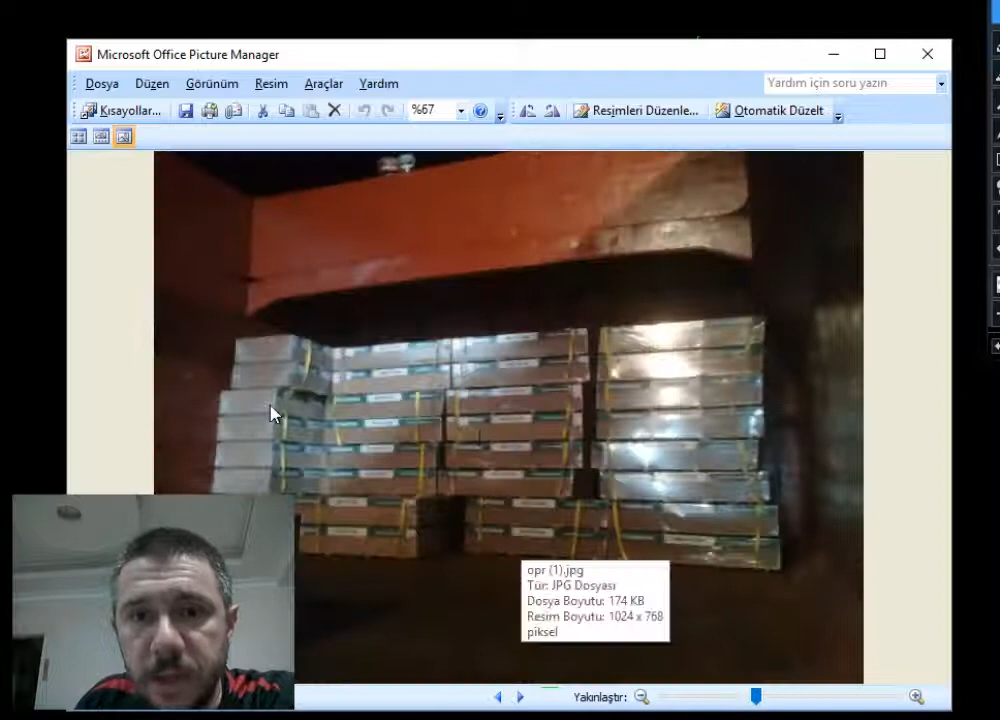 Microsoft Office Picture Manager
Dosya Düzen Görünüm Resim Araçlar Yardım
Yardım için soru yazın
Kısayollar... %67 Resimleri Düzenle... Otomatik Düzelt
opr (1).jpg
Tür: JPG Dosyası
Dosya Boyutu: 174 KB
Resim Boyutu: 1024 x 768
piksel
Yakınlaştır: